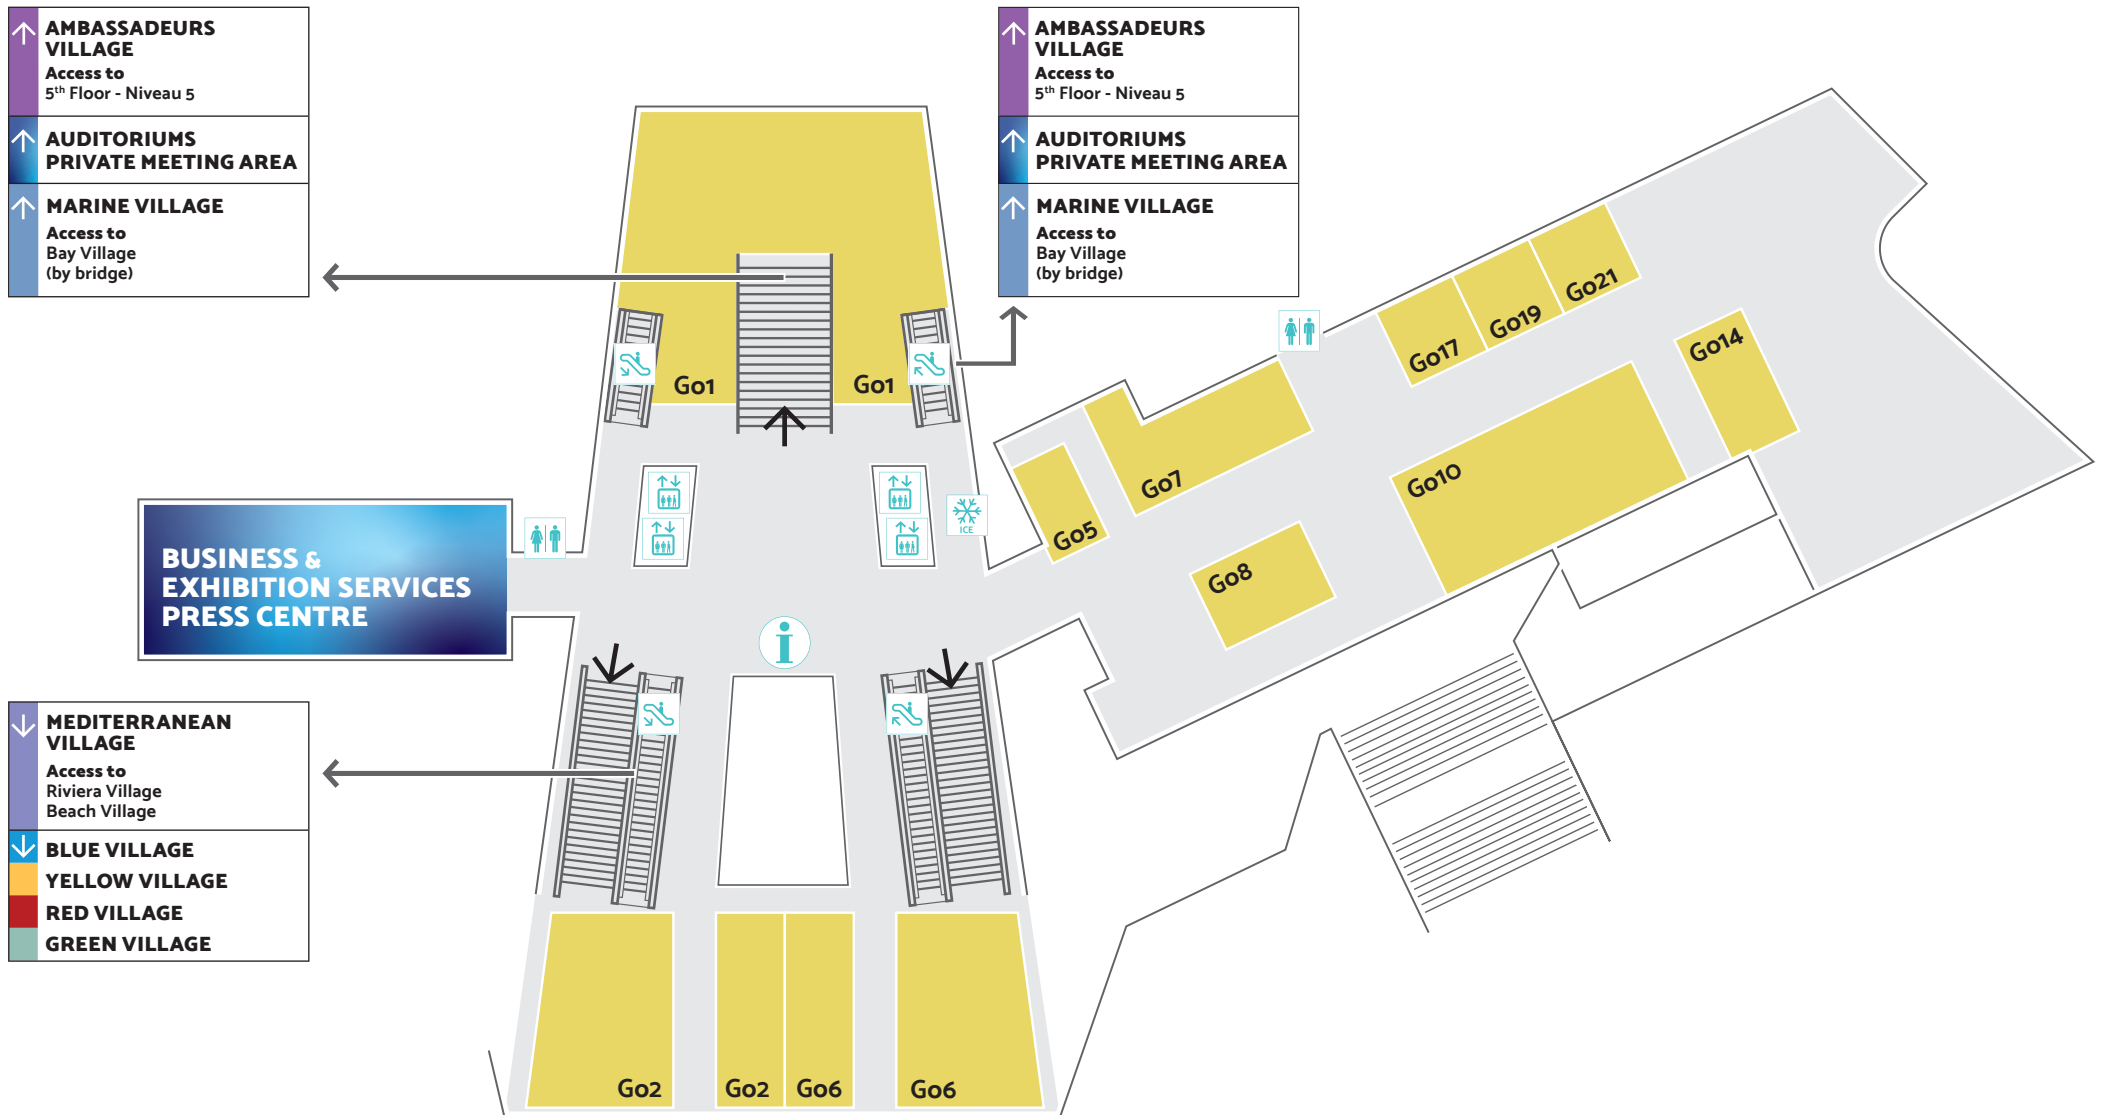 AMBASSADEURS
VILLAGE
Access to
5th Floor - Niveau 5
AUDITORIUMS
PRIVATE MEETING AREA
MARINE VILLAGE
Access to
Bay Village
(by bridge)
AMBASSADEURS
VILLAGE
Access to
5th Floor - Niveau 5
AUDITORIUMS
PRIVATE MEETING AREA
MARINE VILLAGE
Access to
Bay Village
(by bridge)
G01
G01
G17
G019
G021
G014
G07
G010
G05
G08
ICE
BUSINESS &
EXHIBITION SERVICES
PRESS CENTRE
i
MEDITERRANEAN
VILLAGE
Access to
Riviera Village
Beach Village
BLUE VILLAGE
YELLOW VILLAGE
RED VILLAGE
GREEN VILLAGE
G02
G02
G06
G06